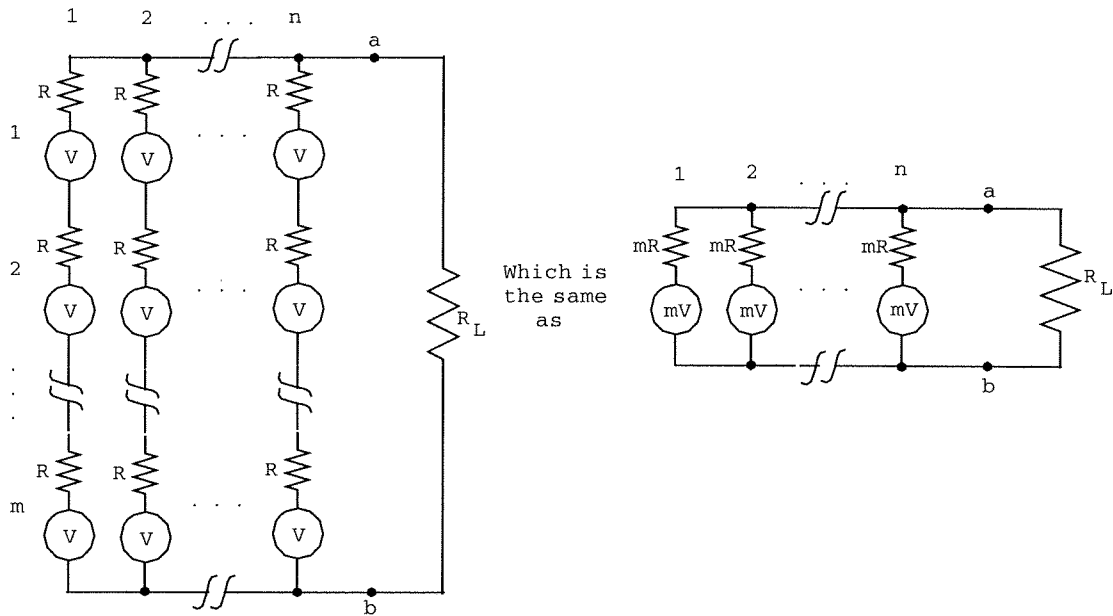 1 2 . . . n
a
R R R
1 V V . . . V
R R R
2 V V . . . V
R L
.
.
.
R R R
m V V . . . V
b
Which is
the same
as
1 2 . . . n
a
mR mR mR
mV mV . . . mV
R L
b